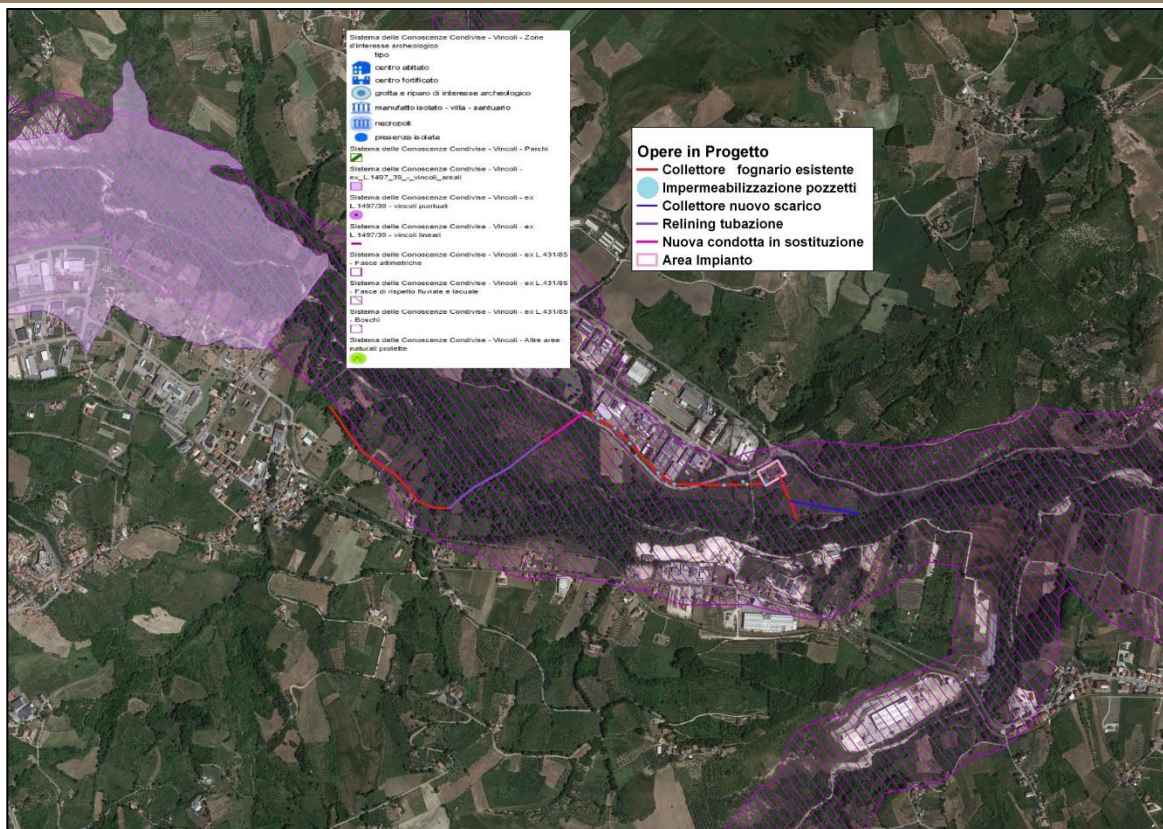 Sistema delle Conoscenze Condivise - Vincoli - Zone
d'interesse archeologico
tipo
centro abitato
centro fortificato
grotta e riparo di interesse archeologico
manufatto isolato - villa - santuario
necropoli
presenza isolata
Sistema delle Conoscenze Condivise - Vincoli - Parchi
Sistema delle Conoscenze Condivise - Vincoli -
ex_L.1497_39_-_vincoli_areali
Sistema delle Conoscenze Condivise - Vincoli - ex
L.1497/39 - vincoli puntuali
Sistema delle Conoscenze Condivise - Vincoli - ex
L.1497/39 - vincoli lineari
Sistema delle Conoscenze Condivise - Vincoli - ex L.431/85
- Fasce altimetriche
Sistema delle Conoscenze Condivise - Vincoli - ex L.431/85
- Fasce di rispetto fluviale e lacuale
Sistema delle Conoscenze Condivise - Vincoli - ex L.431/85
- Boschi
Sistema delle Conoscenze Condivise - Vincoli - Altre aree
naturali protette
Opere in Progetto
Collettore fognario esistente
Impermeabilizzazione pozzetti
Collettore nuovo scarico
Relining tubazione
Nuova condotta in sostituzione
Area Impianto